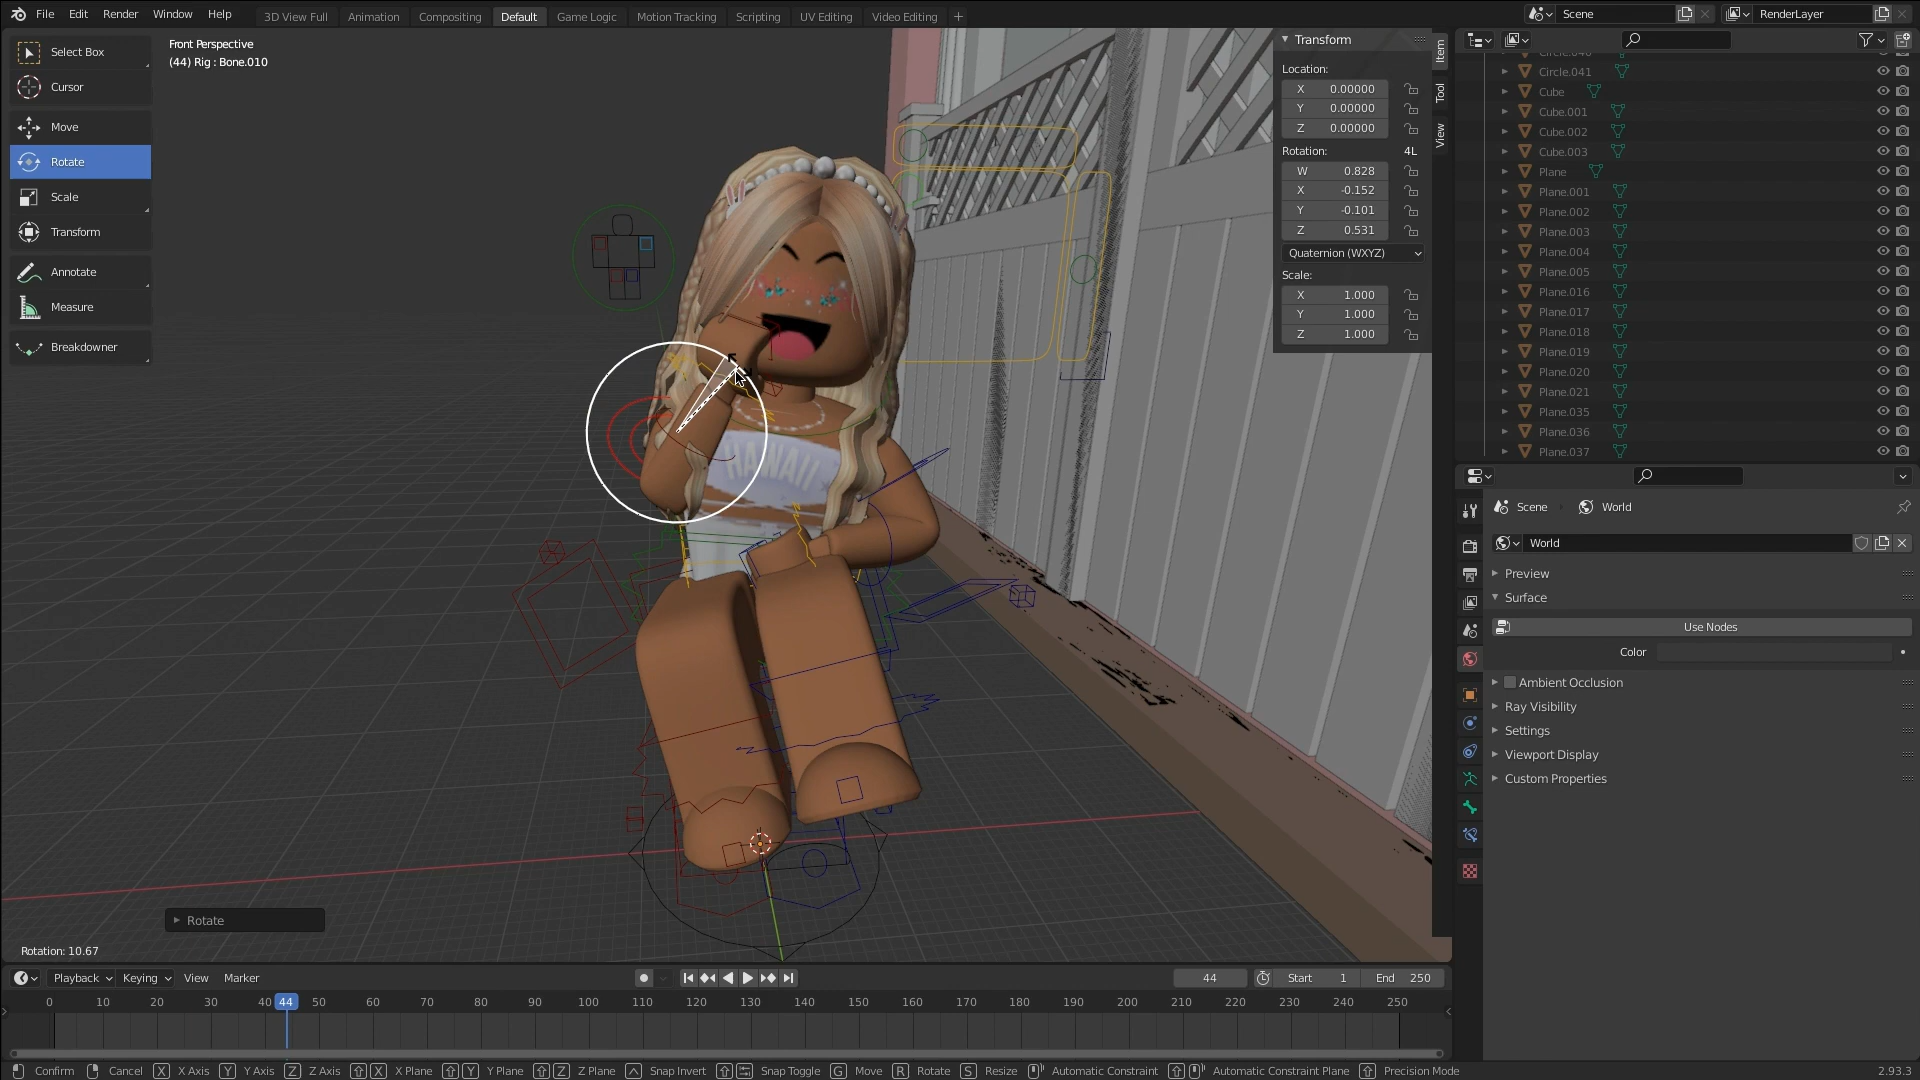 File Edit Render Window Help
3D View Full Animation Compositing Default Game Logic Motion Tracking Scripting UV Editing Video Editing +
Scene
RenderLayer
Select Box
Cursor
Move
Rotate
Scale
Transform
Annotate
Measure
Breakdowner
Front Perspective
(44) Rig : Bone.010
HAWAII
Transform
Location:
X 0.00000
Y 0.00000
Z 0.00000
Rotation: 4L
W 0.828
X -0.152
Y -0.101
Z 0.531
Quaternion (WXYZ)
Scale:
X 1.000
Y 1.000
Z 1.000
Item
Tool
View
Circle.041
Cube
Cube.001
Cube.002
Cube.003
Plane
Plane.001
Plane.002
Plane.003
Plane.004
Plane.005
Plane.016
Plane.017
Plane.018
Plane.019
Plane.020
Plane.021
Plane.035
Plane.036
Plane.037
Scene World
World
Preview
Surface
Use Nodes
Color
Ambient Occlusion
Ray Visibility
Settings
Viewport Display
Custom Properties
Rotate
Rotation: 10.67
Playback Keying View Marker
44 Start 1 End 250
0 10 20 30 40 44 50 60 70 80 90 100 110 120 130 140 150 160 170 180 190 200 210 220 230 240 250
Confirm Cancel X X Axis Y Y Axis Z Z Axis X X Plane Y Y Plane Z Z Plane Snap Invert Snap Toggle G Move R Rotate S Resize Automatic Constraint Automatic Constraint Plane Precision Mode 2.93.3